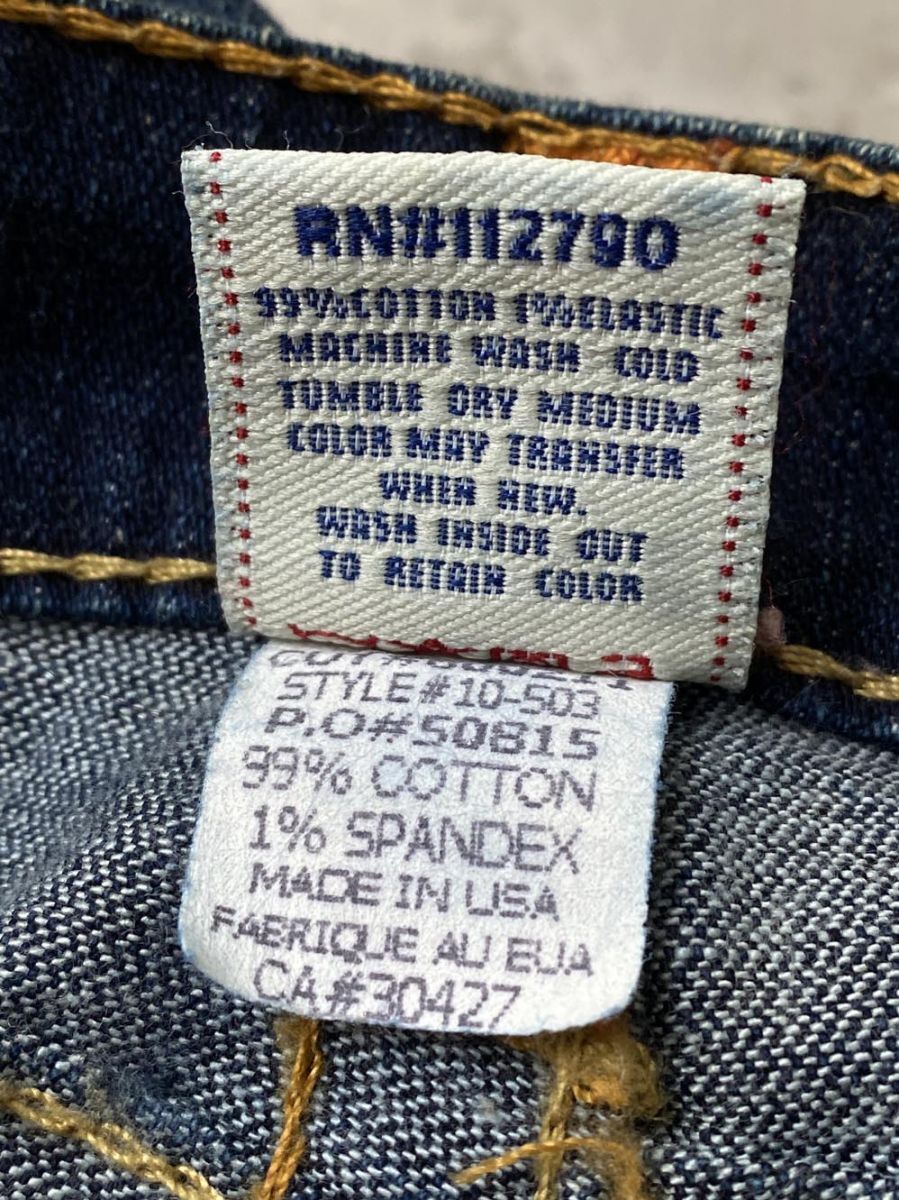 RN#112790
99%COTTON 1%ELASTIC
MACHINE WASH COLD
TUMBLE DRY MEDIUM
COLOR MAY TRANSFER
WHEN NEW.
WASH INSIDE OUT
TO RETAIN COLOR
STYLE#10-503
P.O#50815
99% COTTON
1% SPANDEX
MADE IN USA
FABRIQUE AU EUA
CA#30427